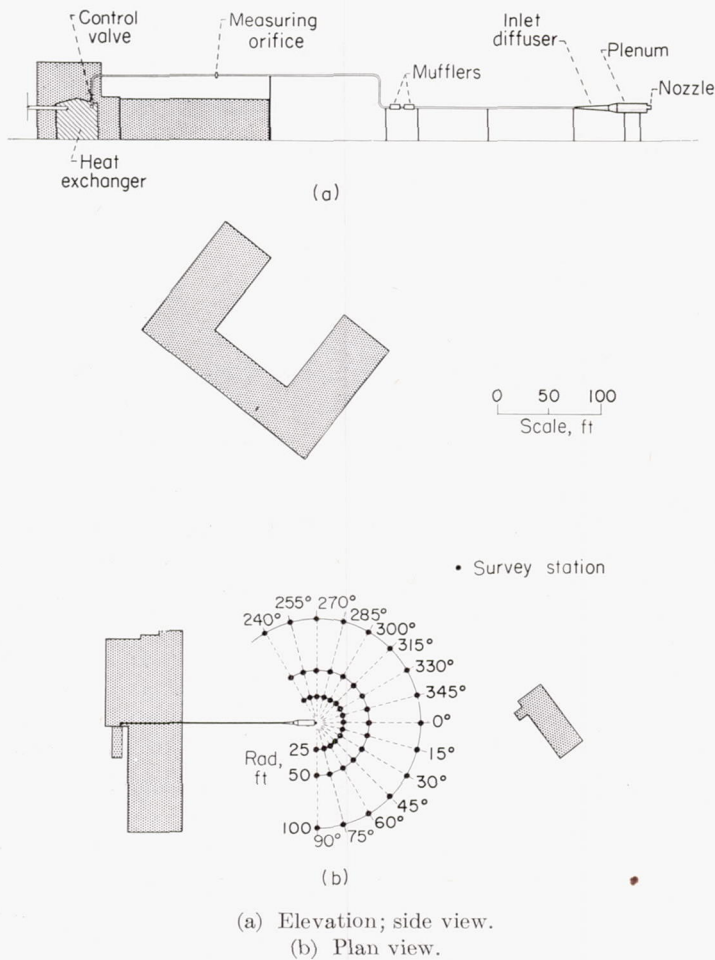 Control
valve
Measuring
orifice
Mufflers
Inlet
diffuser
Plenum
Nozzle
Heat
exchanger
(a)
0 50 100
Scale, ft
Survey station
240°
255°
270°
285°
300°
315°
330°
345°
0°
15°
30°
45°
60°
75°
90°
Rad,
ft
25
50
100
(b)
(a) Elevation; side view.
(b) Plan view.